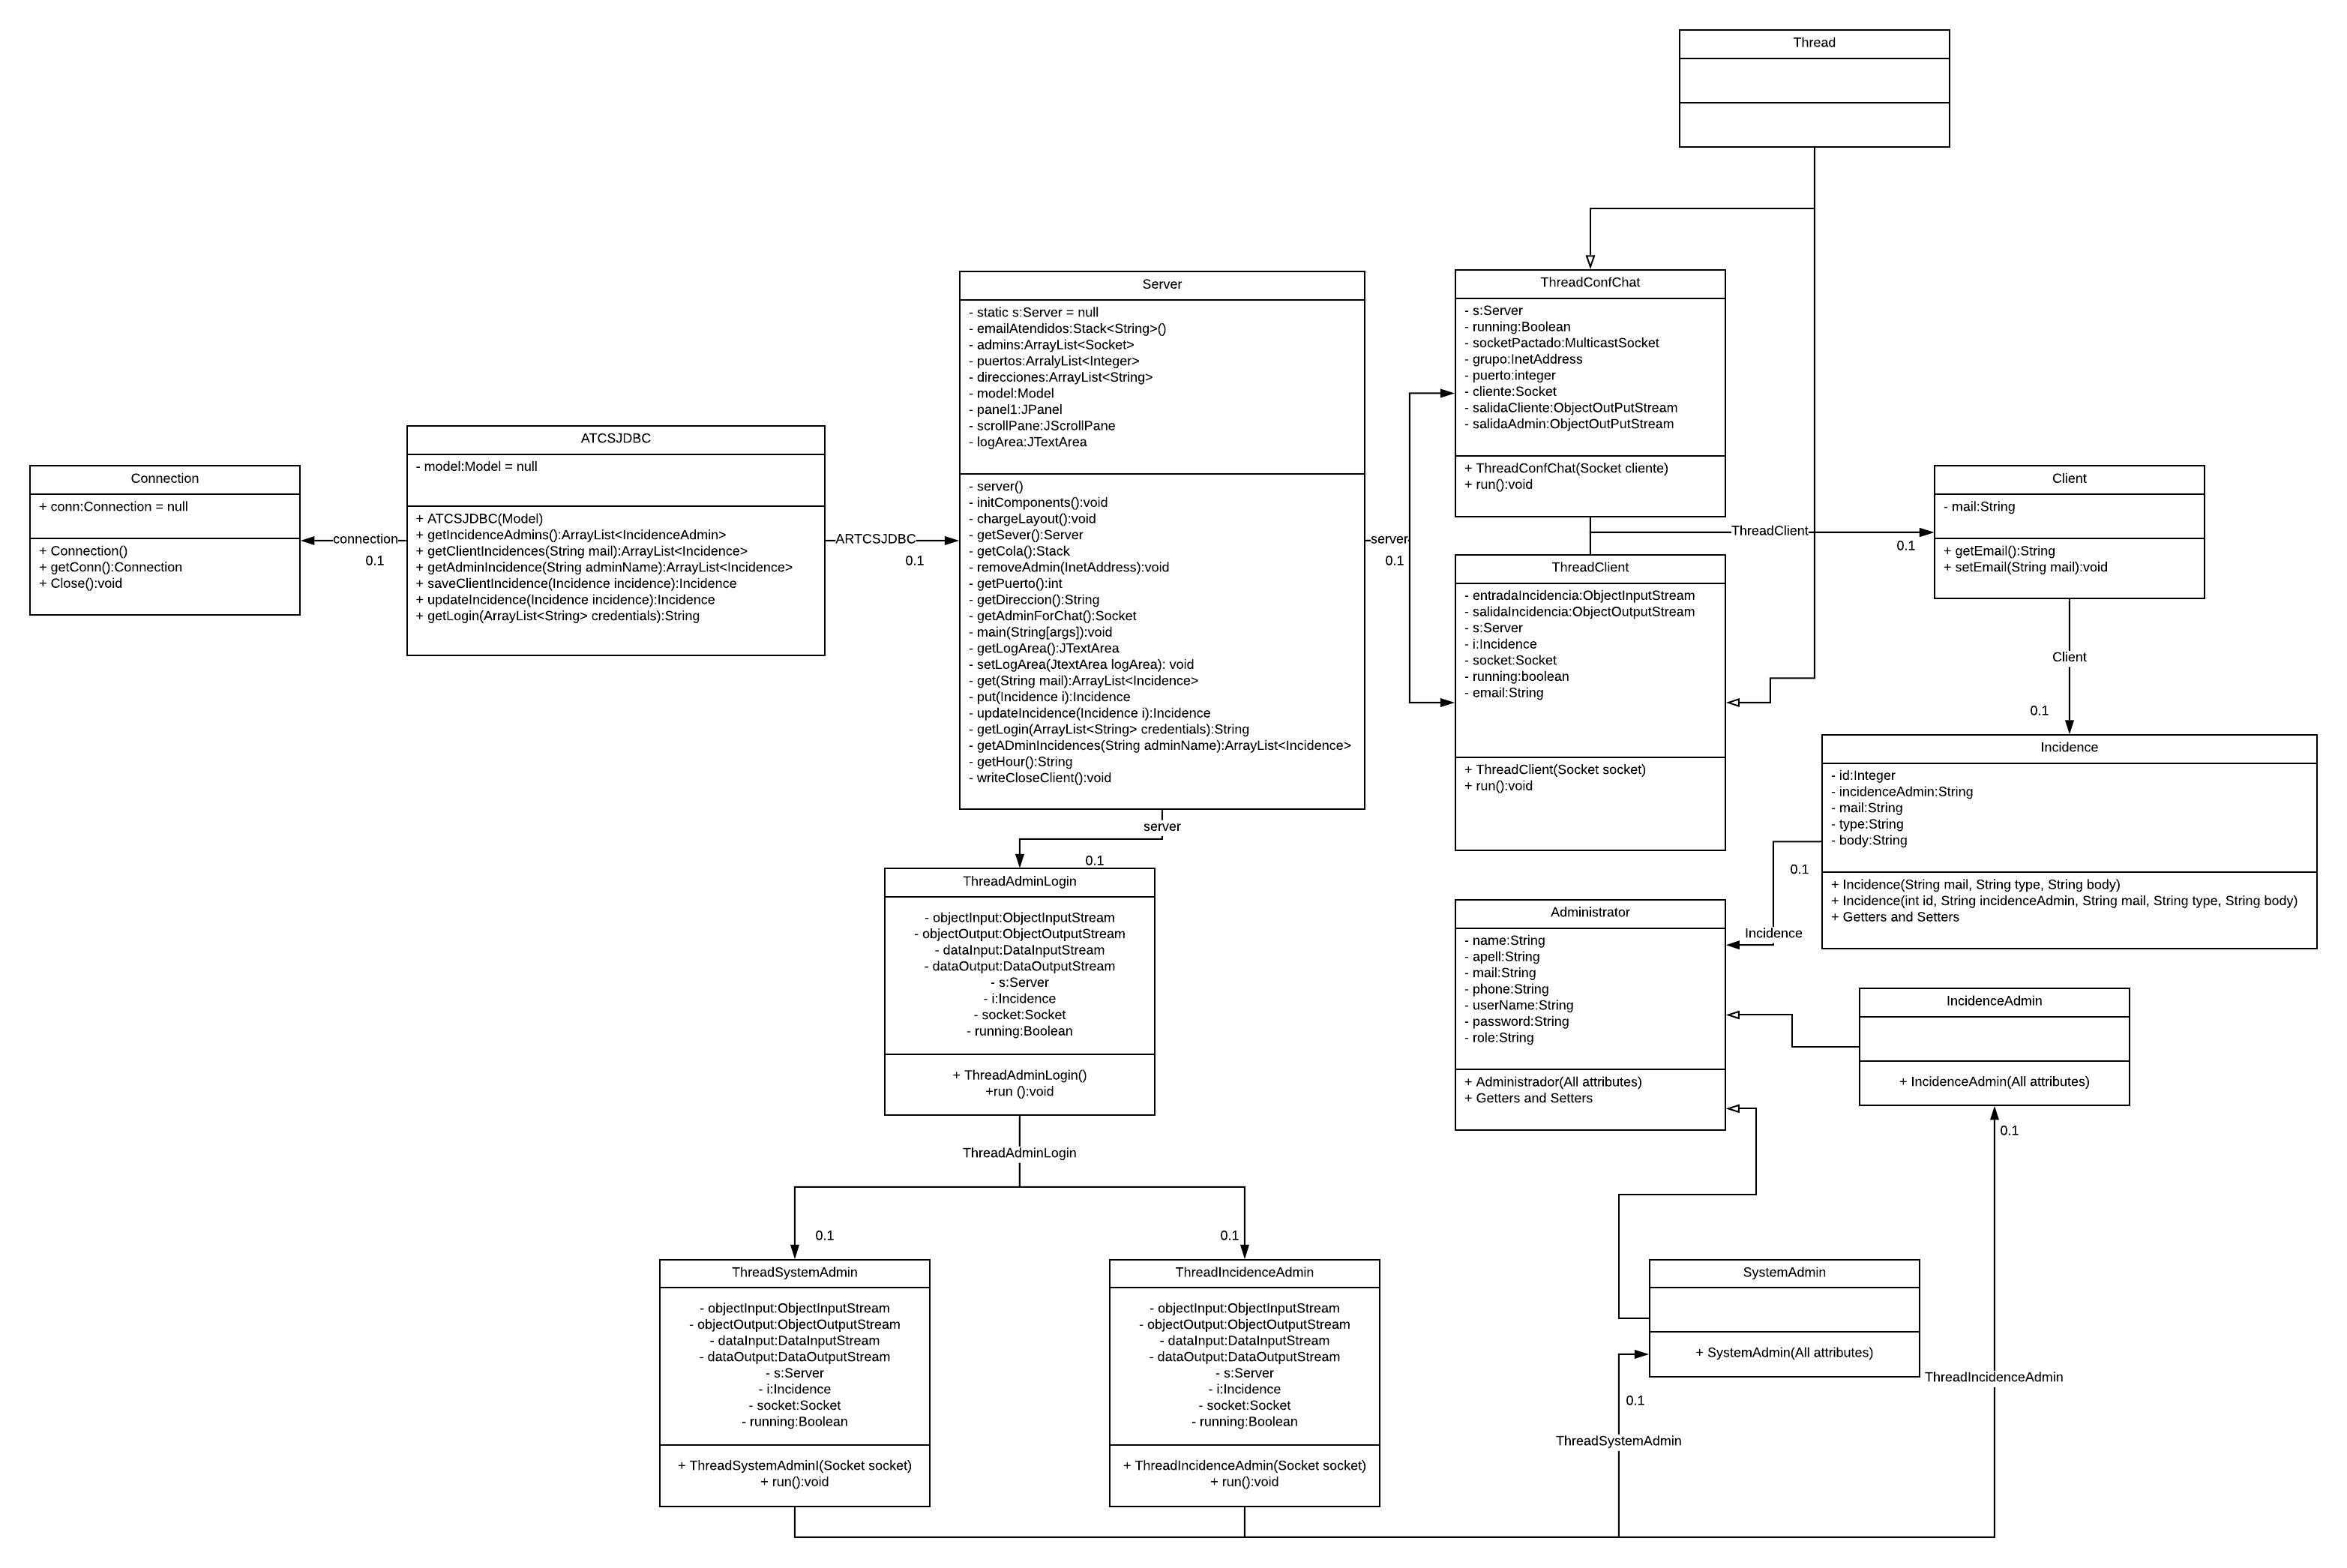 Thread
Connection
+ conn:Connection = null
+ Connection()
+ getConn():Connection
+ Close():void
connection
0.1
ATCSJDBC
- model:Model = null
+ ATCSJDBC(Model)
+ getIncidenceAdmins():ArrayList<IncidenceAdmin>
+ getClientIncidences(String mail):ArrayList<Incidence>
+ getAdminIncidence(String adminName):ArrayList<Incidence>
+ saveClientIncidence(Incidence incidence):Incidence
+ updateIncidence(Incidence incidence):Incidence
+ getLogin(ArrayList<String> credentials):String
ARTCSJDBC
0.1
Server
- static s:Server = null
- emailAtendidos:Stack<String>()
- admins:ArrayList<Socket>
- puertos:ArralyList<Integer>
- direcciones:ArrayList<String>
- model:Model
- panel1:JPanel
- scrollPane:JScrollPane
- logArea:JTextArea
- server()
- initComponents():void
- chargeLayout():void
- getSever():Server
- getCola():Stack
- removeAdmin(InetAddress):void
- getPuerto():int
- getDireccion():String
- getAdminForChat():Socket
- main(String[args]):void
- getLogArea():JTextArea
- setLogArea(JtextArea logArea): void
- get(String mail):ArrayList<Incidence>
- put(Incidence i):Incidence
- updateIncidence(Incidence i):Incidence
- getLogin(ArrayList<String> credentials):String
- getADminIncidences(String adminName):ArrayList<Incidence>
- getHour():String
- writeCloseClient():void
server
0.1
ThreadConfChat
- s:Server
- running:Boolean
- socketPactado:MulticastSocket
- grupo:InetAddress
- puerto:integer
- cliente:Socket
- salidaCliente:ObjectOutPutStream
- salidaAdmin:ObjectOutPutStream
+ ThreadConfChat(Socket cliente)
+ run():void
ThreadClient
0.1
ThreadClient
- entradaIncidencia:ObjectInputStream
- salidaIncidencia:ObjectOutputStream
- s:Server
- i:Incidence
- socket:Socket
- running:boolean
- email:String
+ ThreadClient(Socket socket)
+ run():void
Client
- mail:String
+ getEmail():String
+ setEmail(String mail):void
Client
0.1
Incidence
- id:Integer
- incidenceAdmin:String
- mail:String
- type:String
- body:String
+ Incidence(String mail, String type, String body)
+ Incidence(int id, String incidenceAdmin, String mail, String type, String body)
+ Getters and Setters
0.1
Incidence
server
0.1
ThreadAdminLogin
- objectInput:ObjectInputStream
- objectOutput:ObjectOutputStream
- dataInput:DataInputStream
- dataOutput:DataOutputStream
- s:Server
- i:Incidence
- socket:Socket
- running:Boolean
+ ThreadAdminLogin()
+run ():void
ThreadAdminLogin
0.1
0.1
Administrator
- name:String
- apell:String
- mail:String
- phone:String
- userName:String
- password:String
- role:String
+ Administrador(All attributes)
+ Getters and Setters
IncidenceAdmin
+ IncidenceAdmin(All attributes)
0.1
ThreadSystemAdmin
- objectInput:ObjectInputStream
- objectOutput:ObjectOutputStream
- dataInput:DataInputStream
- dataOutput:DataOutputStream
- s:Server
- i:Incidence
- socket:Socket
- running:Boolean
+ ThreadSystemAdminI(Socket socket)
+ run():void
ThreadIncidenceAdmin
- objectInput:ObjectInputStream
- objectOutput:ObjectOutputStream
- dataInput:DataInputStream
- dataOutput:DataOutputStream
- s:Server
- i:Incidence
- socket:Socket
- running:Boolean
+ ThreadIncidenceAdmin(Socket socket)
+ run():void
SystemAdmin
+ SystemAdmin(All attributes)
0.1
ThreadSystemAdmin
ThreadIncidenceAdmin